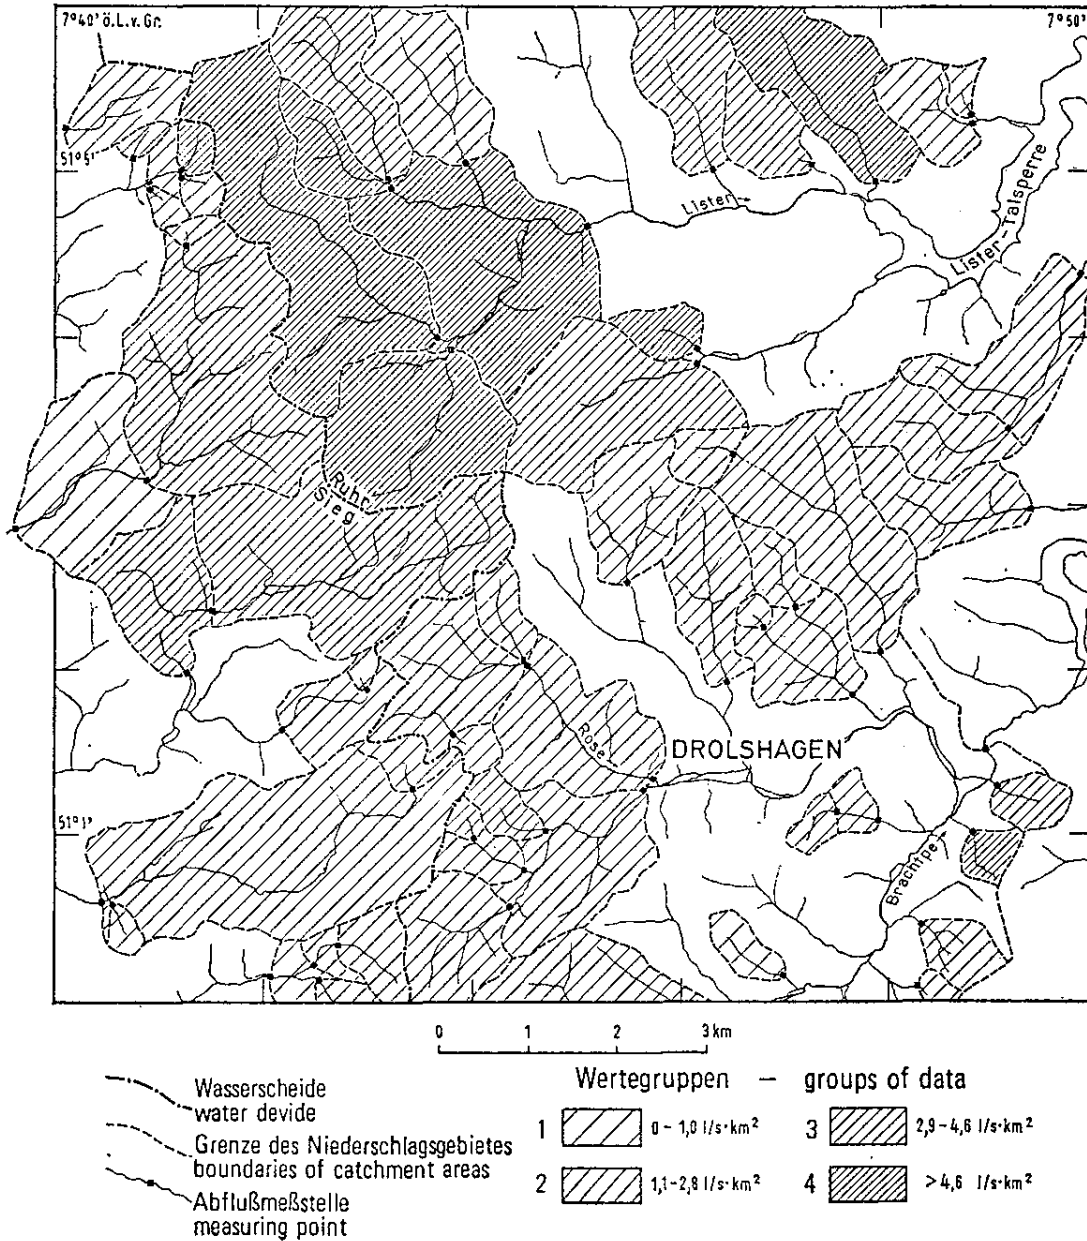 7°40' ö.L.v.Gr.
7°50'
51°5'
Lister
Lister-Talsperre
Ruhr
Sieg
Rose
DROLSHAGEN
51°1'
Brachtpe
0 1 2 3 km
Wasserscheide
water devide
Grenze des Niederschlagsgebietes
boundaries of catchment areas
Abflußmeßstelle
measuring point
Wertegruppen – groups of data
1 0 – 1,0 l/s·km²
2 1,1–2,8 l/s·km²
3 2,9–4,6 l/s·km²
4 >4,6 l/s·km²